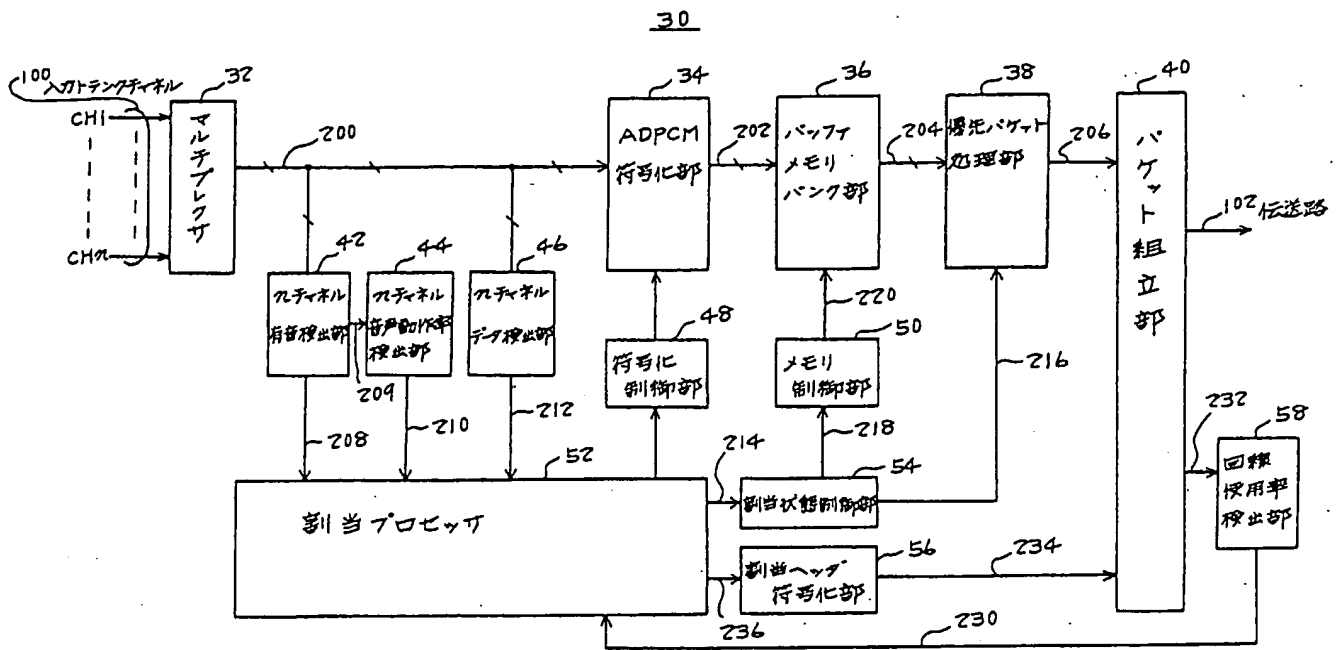 30
100 入力トランクチャネル
CH1
CHn
32
マルチプレクサ
200
34
ADPCM
符号化部
202
36
バッファ
メモリ
バンク部
204
38
優先パケット
処理部
206
40
パケット組立部
102 伝送路
42
nチャネル
有音検出部
209
44
nチャネル
音声動作率
検出部
46
nチャネル
データ検出部
48
符号化
制御部
220
50
メモリ
制御部
216
208
210
212
52
割当プロセッサ
214
218
54
割当状態制御部
232
58
回線
使用率
検出部
56
割当ヘッダ
符号化部
234
236
230